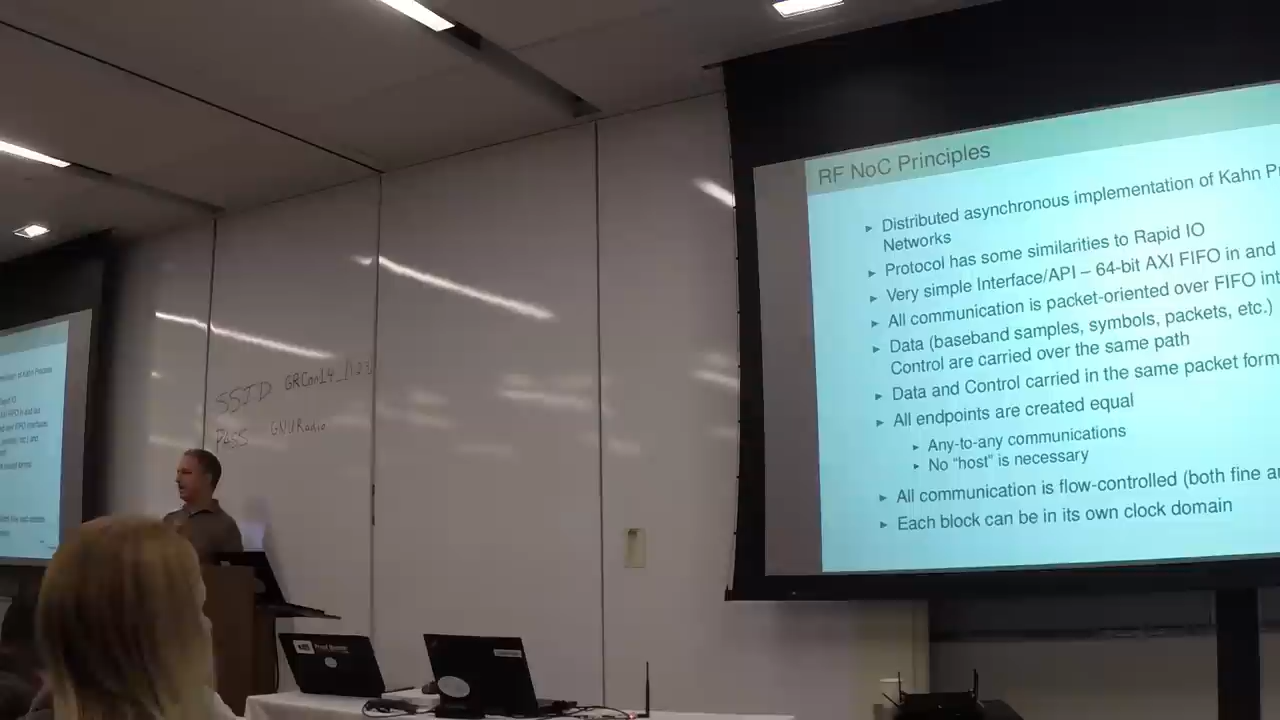 RF NoC Principles
Distributed asynchronous implementation of Kahn
Networks
Protocol has some similarities to Rapid IO
Very simple Interface/API – 64-bit AXI FIFO in and
All communication is packet-oriented over FIFO
Data (baseband samples, symbols, packets, etc.)
Control are carried over the same path
Data and Control carried in the same packet
All endpoints are created equal
Any-to-any communications
No “host” is necessary
All communication is flow-controlled (both fine
Each block can be in its own clock domain
SSID GRCon14_1123
PASS GNURadio